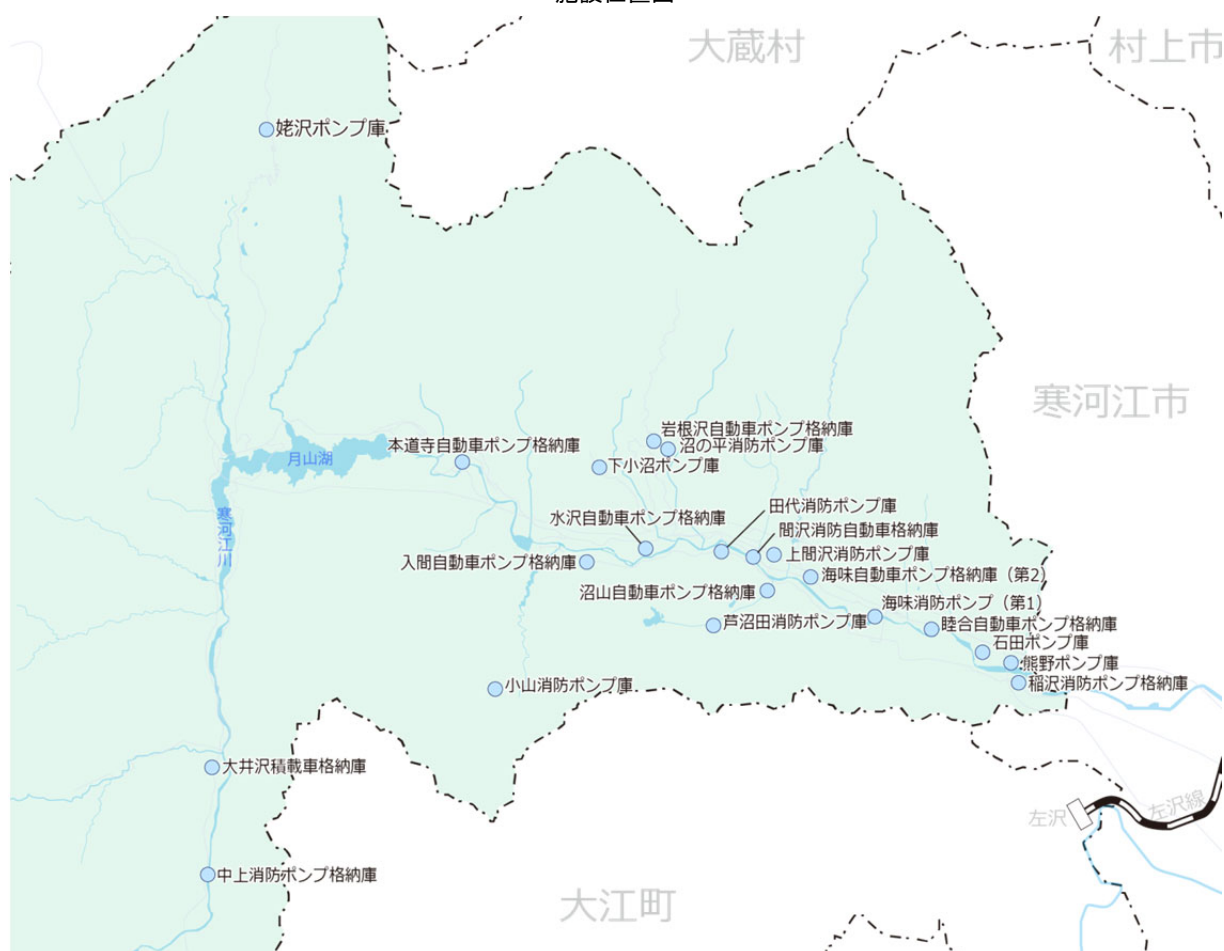 大蔵村
村上市
姥沢ポンプ庫
寒河江市
岩根沢自動車ポンプ格納庫
本道寺自動車ポンプ格納庫
沼の平消防ポンプ庫
月山湖
下小沼ポンプ庫
田代消防ポンプ庫
水沢自動車ポンプ格納庫
間沢消防自動車格納庫
寒河江川
上間沢消防ポンプ庫
入間自動車ポンプ格納庫
海味自動車ポンプ格納庫（第2）
沼山自動車ポンプ格納庫
海味消防ポンプ（第1）
芦沼田消防ポンプ庫
睦合自動車ポンプ格納庫
石田ポンプ庫
熊野ポンプ庫
稲沢消防ポンプ格納庫
小山消防ポンプ庫
大井沢積載車格納庫
左沢線
左沢
中上消防ポンプ格納庫
大江町